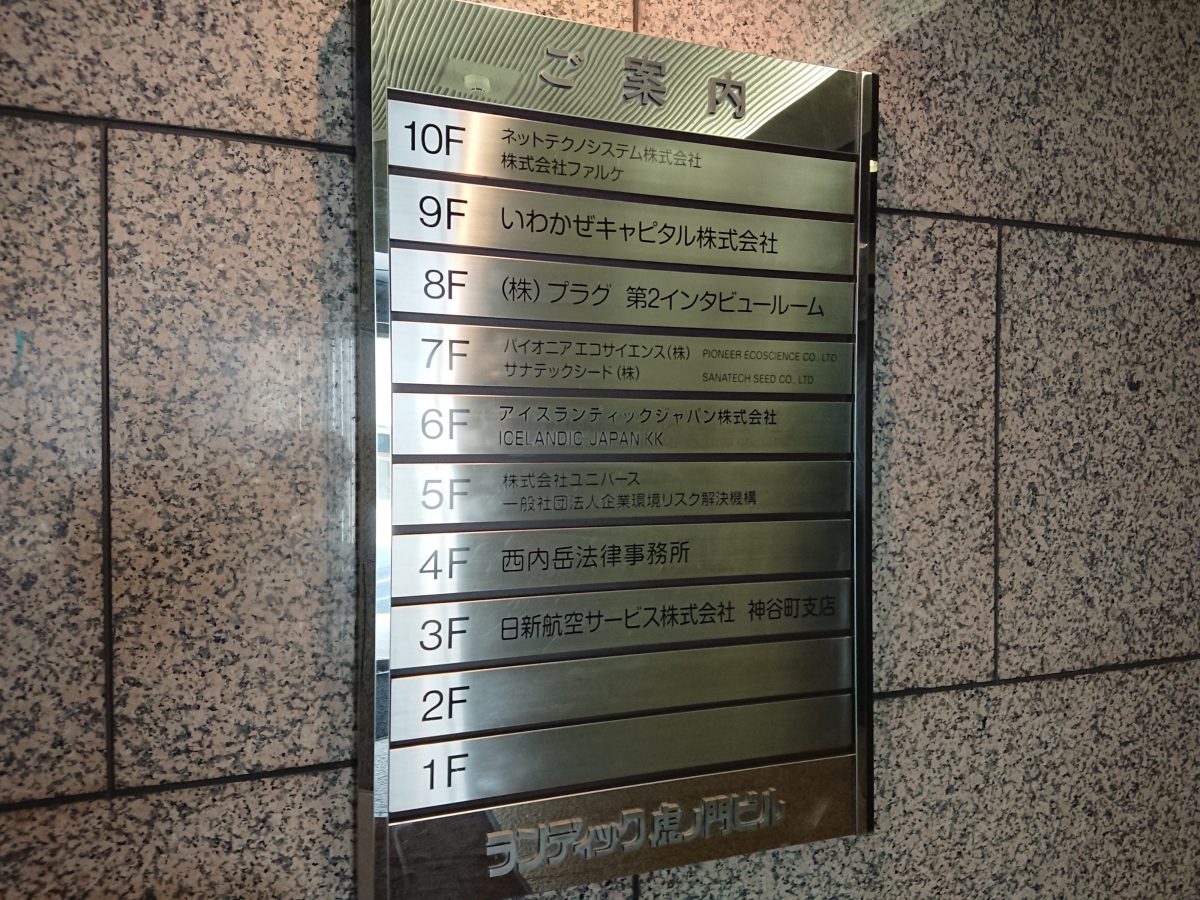 ご案内
10F ネットテクノシステム株式会社
株式会社ファルケ
9F いわかぜキャピタル株式会社
8F (株)プラグ 第2インタビュールーム
7F パイオニアエコサイエンス(株) PIONEER ECOSCIENCE CO., LTD.
サナテックシード(株) SANATECH SEED CO., LTD.
6F アイスランティックジャパン株式会社
ICELANDIC JAPAN KK
5F 株式会社ユニバース
一般社団法人企業環境リスク解決機構
4F 西内岳法律事務所
3F 日新航空サービス株式会社 神谷町支店
2F
1F
ランディック虎ノ門ビル